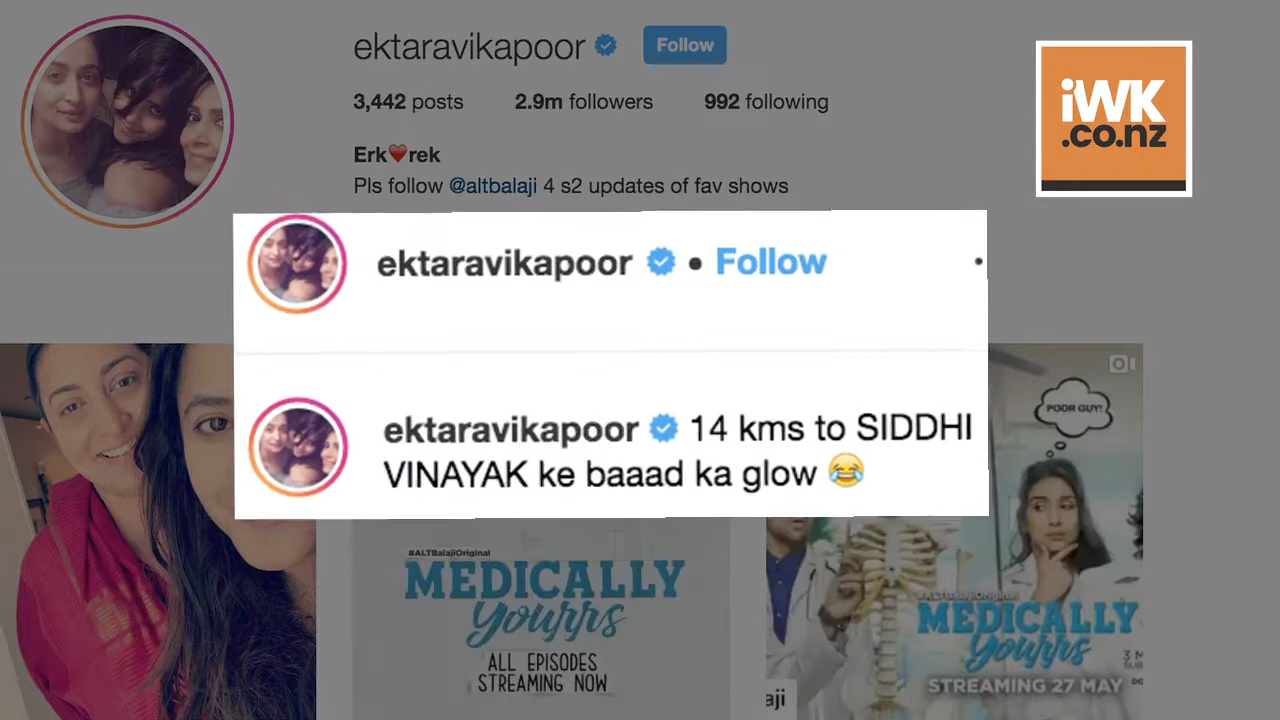 ektaravikapoor Follow
3,442 posts 2.9m followers 992 following
Erk❤️rek
Pls follow @altbalaji 4 s2 updates of fav shows
iWK
.co.nz
ektaravikapoor • Follow
ektaravikapoor 14 kms to SIDDHI
VINAYAK ke baaad ka glow 😂
#ALTBalajiOriginal
MEDICALLY
Yourrs
ALL EPISODES
STREAMING NOW
POOR GUY!
#ALTBalajiOriginal
MEDICALLY
Yourrs
STREAMING 27 MAY